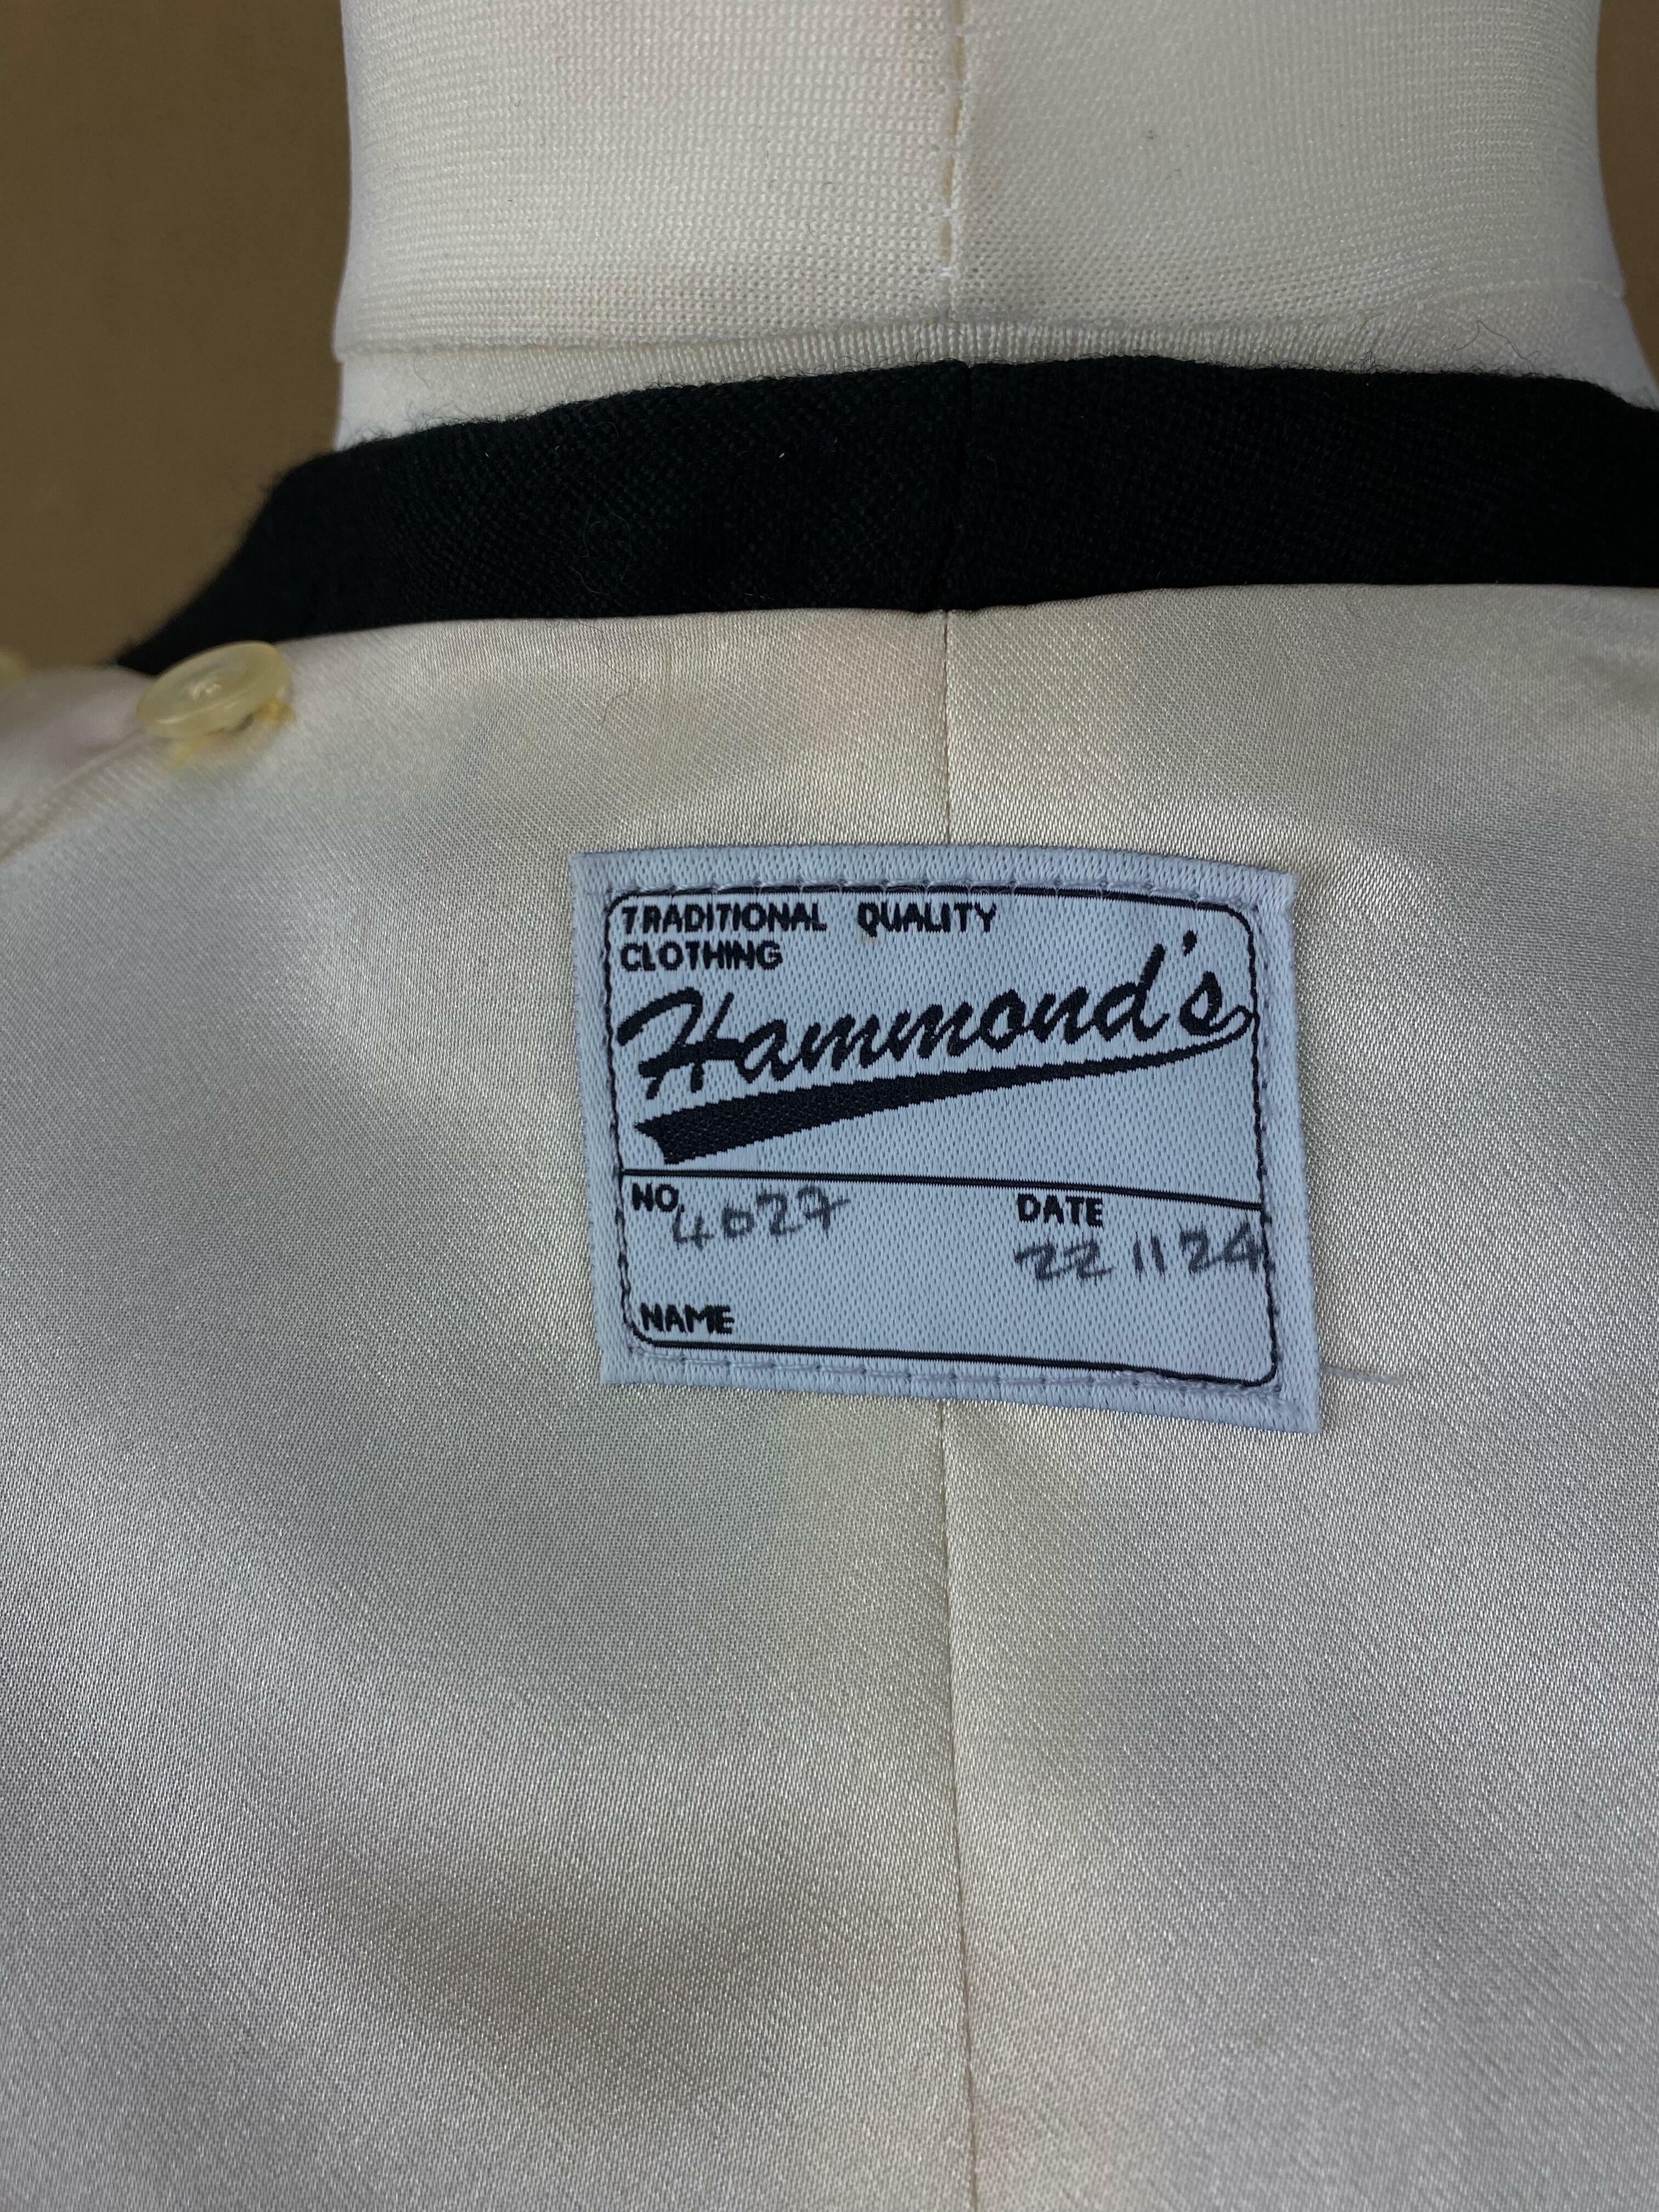 TRADITIONAL QUALITY
CLOTHING
Hammond's
NO. 4027 DATE
22 11 24
NAME